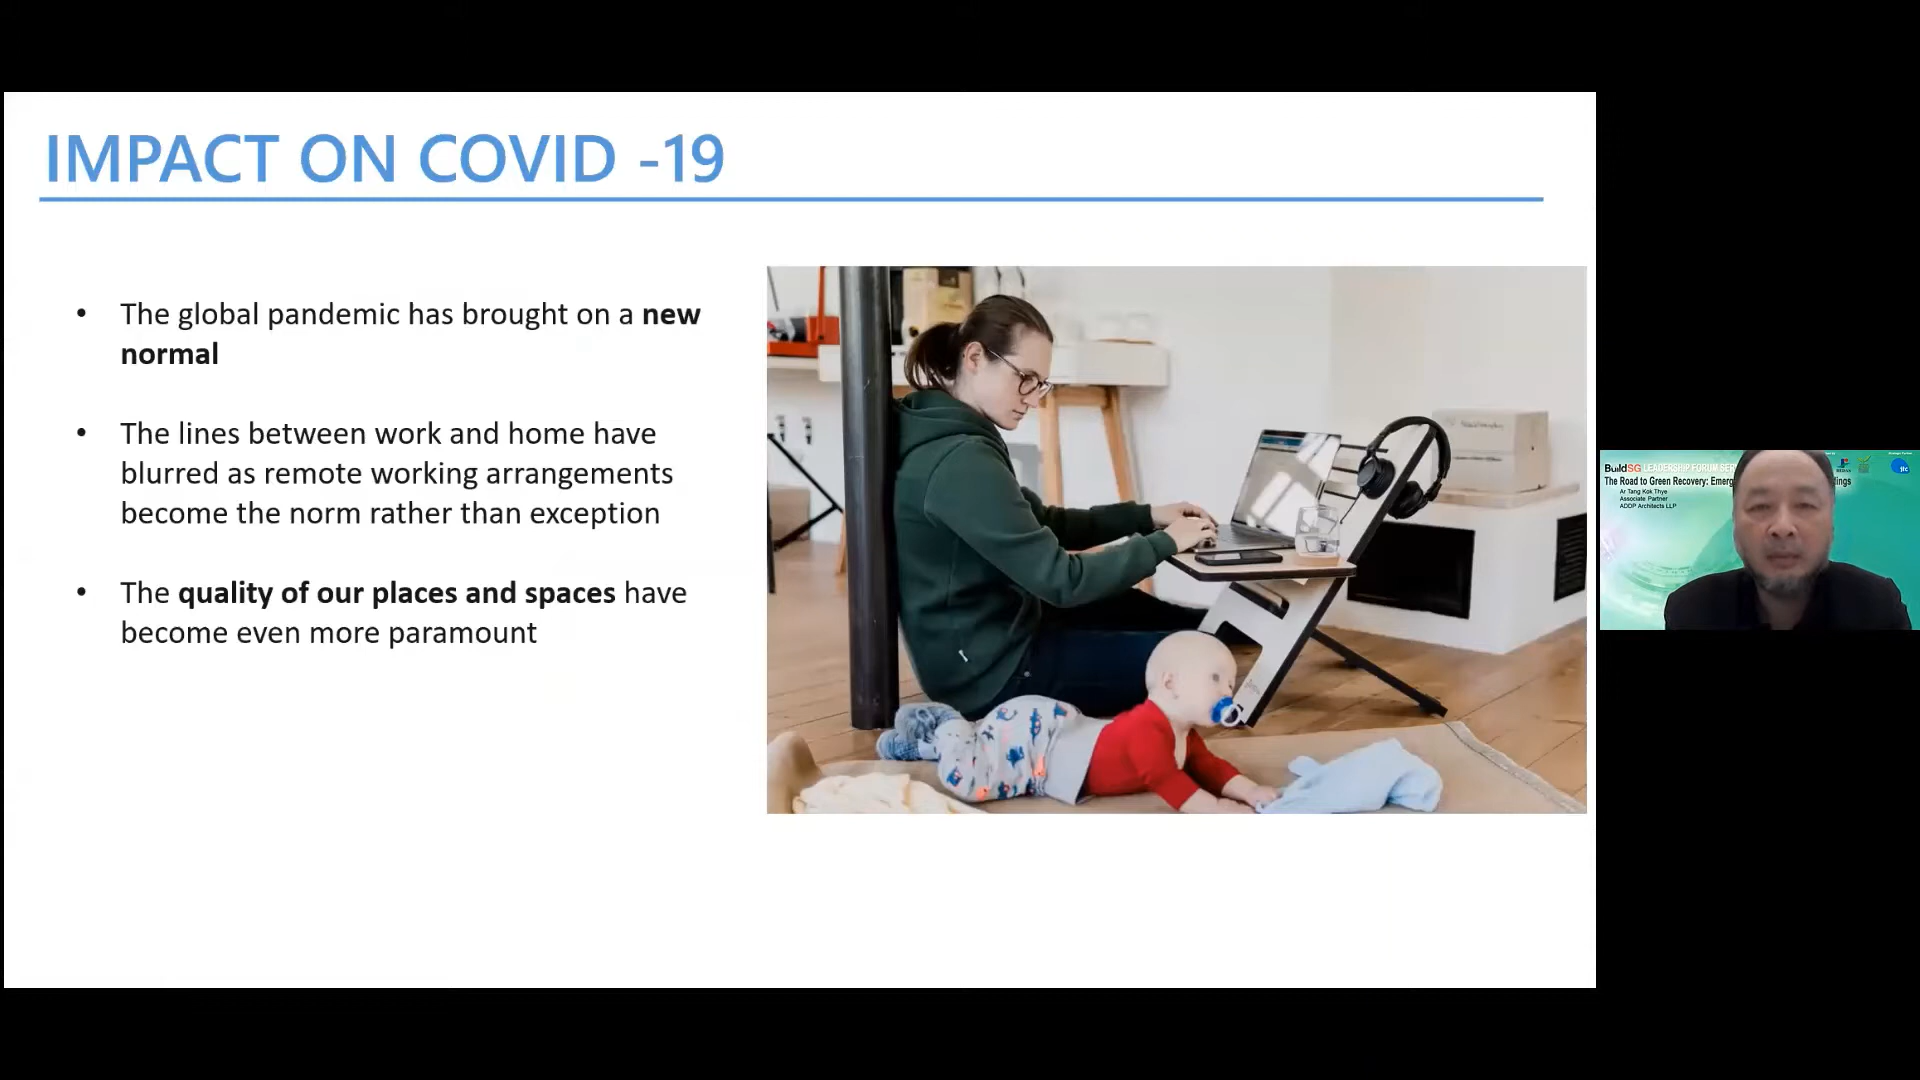 IMPACT ON COVID -19
• The global pandemic has brought on a new
normal
• The lines between work and home have
blurred as remote working arrangements
become the norm rather than exception
• The quality of our places and spaces have
become even more paramount
BuildSG LEADERSHIP FORUM SER
The Road to Green Recovery: Emerg
Ar Tang Kok Thye
Associate Partner
ADDP Architects LLP
jtc